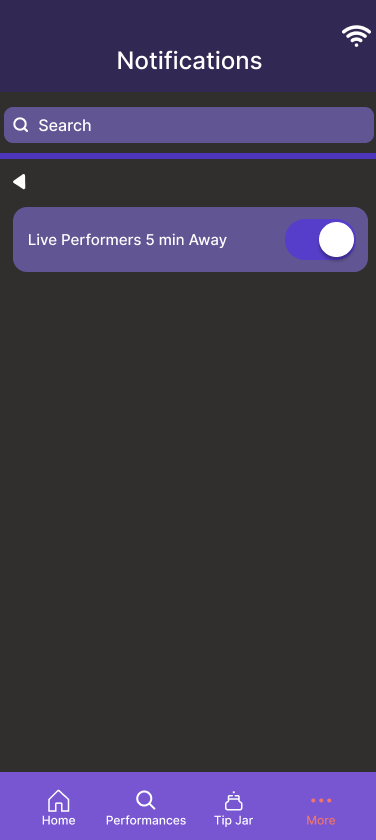 Notifications
Search
Live Performers 5 min Away
Home
Performances
Tip Jar
More